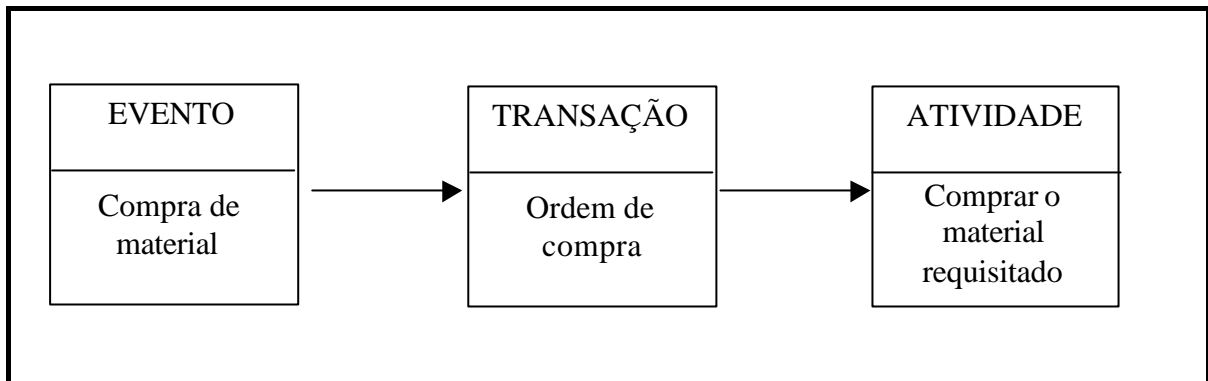 EVENTO
Compra de
material
TRANSAÇÃO
Ordem de
compra
ATIVIDADE
Comprar o
material
requisitado